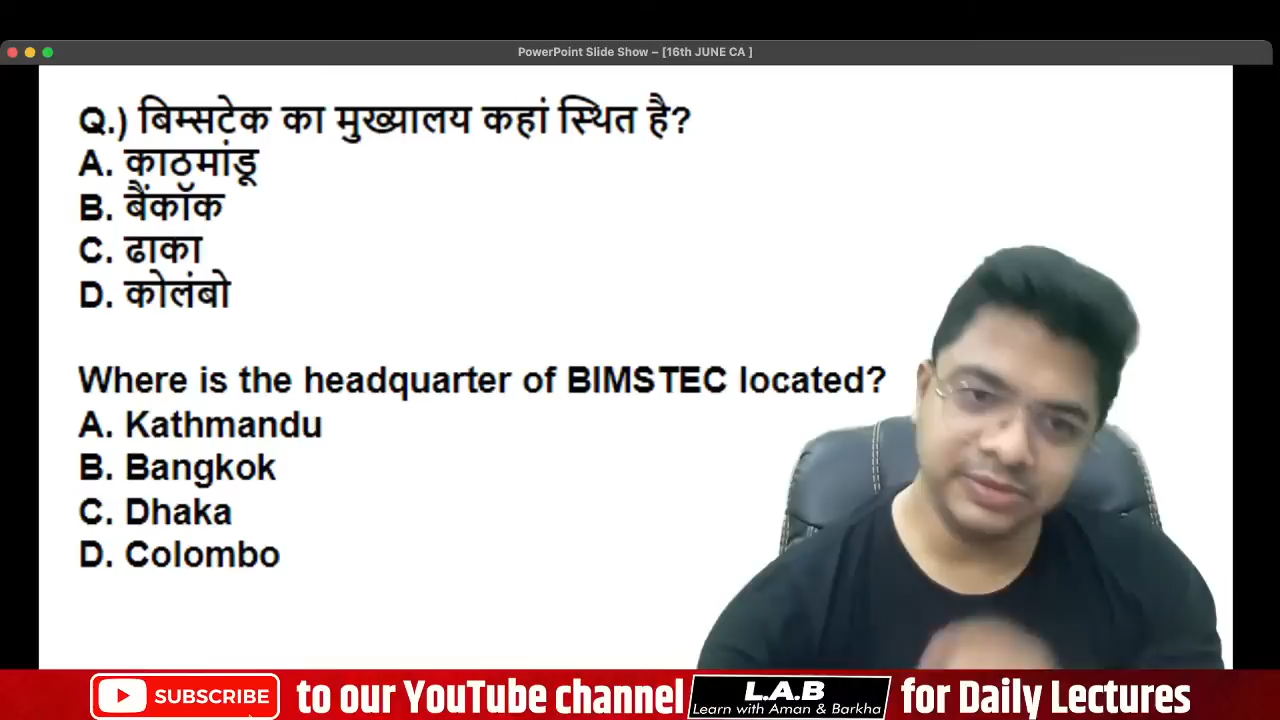 PowerPoint Slide Show – [16th JUNE CA ]
Q.) बिम्सटेक का मुख्यालय कहां स्थित है?
A. काठमांडू
B. बैंकॉक
C. ढाका
D. कोलंबो
Where is the headquarter of BIMSTEC located?
A. Kathmandu
B. Bangkok
C. Dhaka
D. Colombo
SUBSCRIBE to our YouTube channel L.A.B for Daily Lectures
Learn with Aman & Barkha